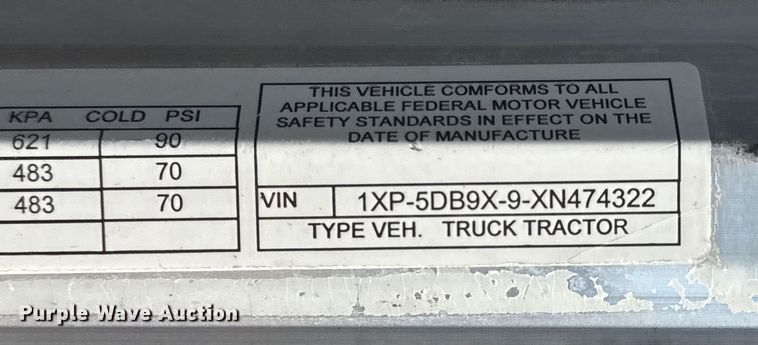 KPA COLD PSI
621 90
483 70
483 70
THIS VEHICLE COMFORMS TO ALL
APPLICABLE FEDERAL MOTOR VEHICLE
SAFETY STANDARDS IN EFFECT ON THE
DATE OF MANUFACTURE
VIN 1XP-5DB9X-9-XN474322
TYPE VEH. TRUCK TRACTOR
Purple Wave Auction